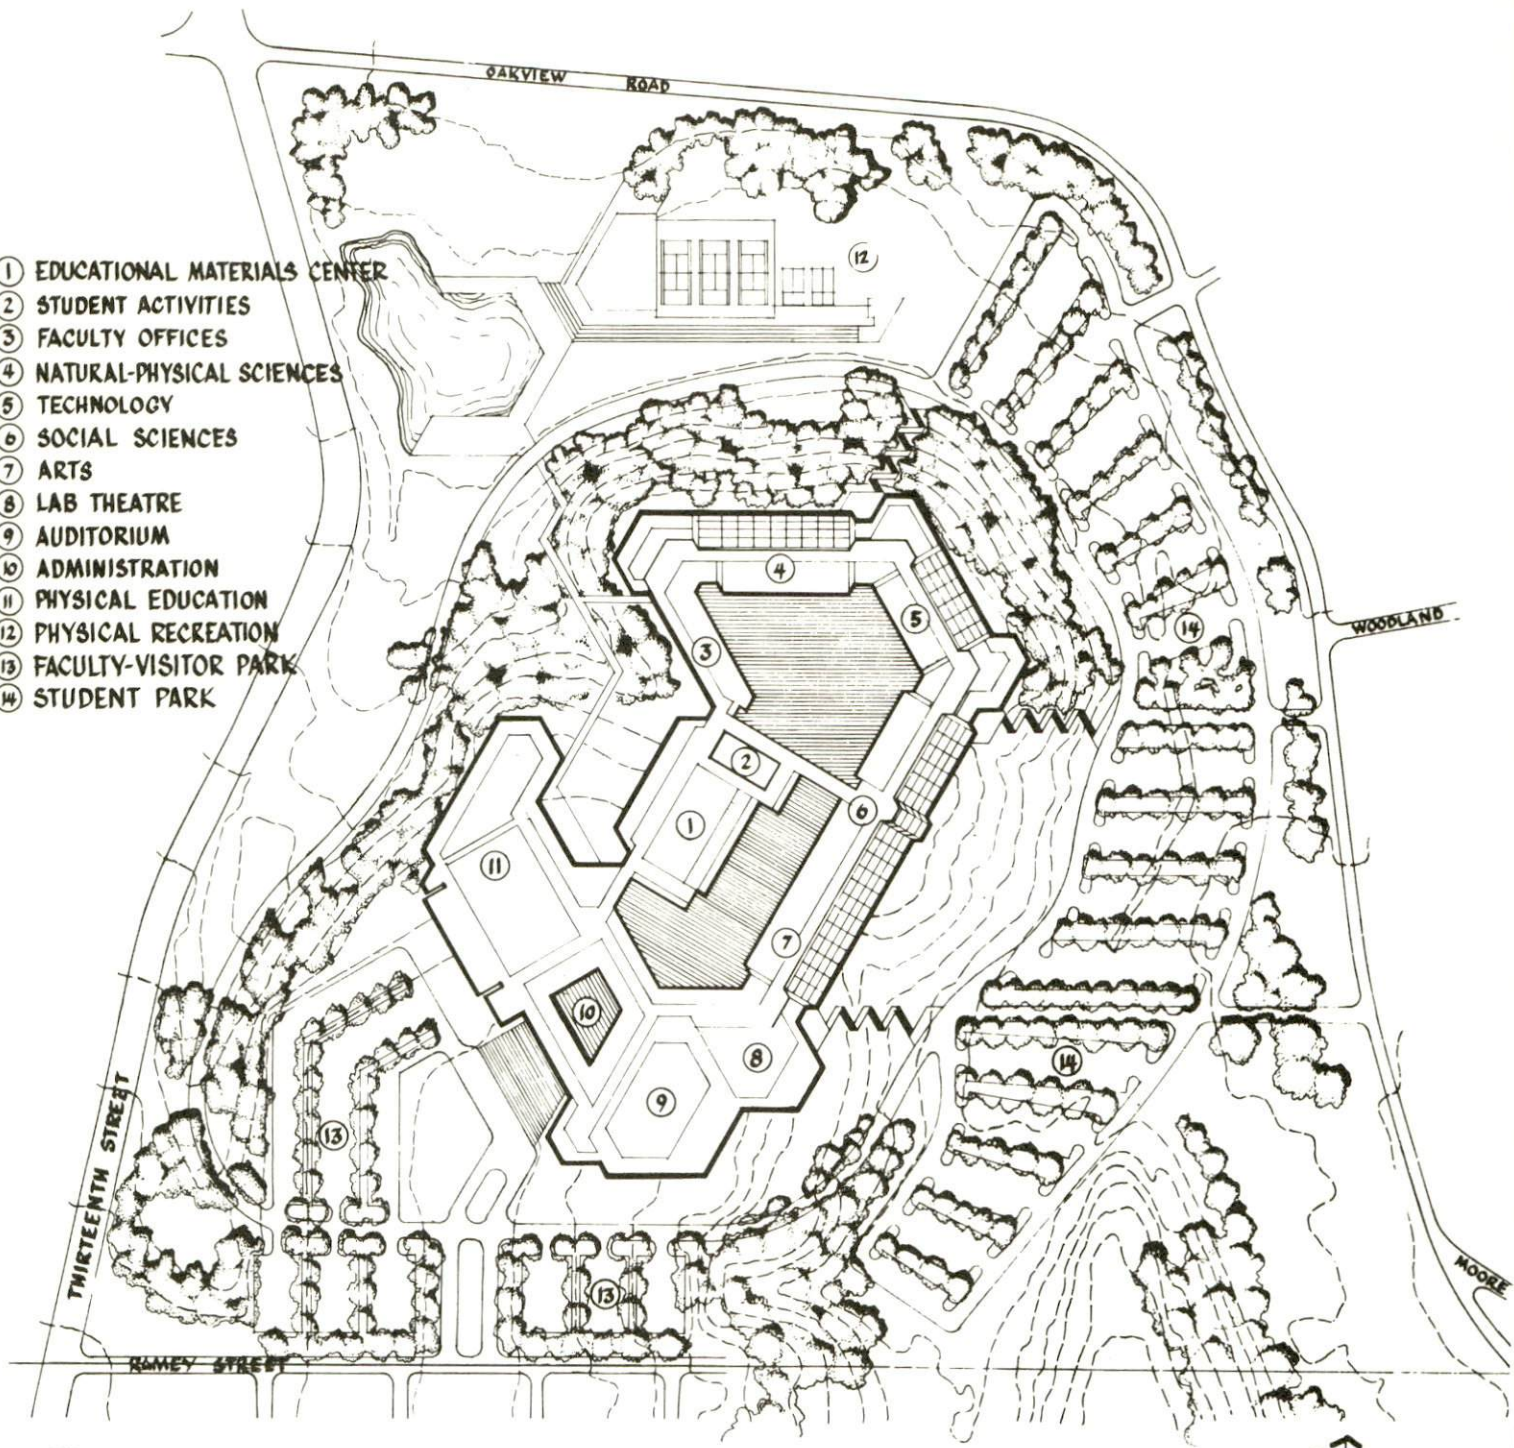 OAKVIEW ROAD
① EDUCATIONAL MATERIALS CENTER
② STUDENT ACTIVITIES
③ FACULTY OFFICES
④ NATURAL-PHYSICAL SCIENCES
⑤ TECHNOLOGY
⑥ SOCIAL SCIENCES
⑦ ARTS
⑧ LAB THEATRE
⑨ AUDITORIUM
⑩ ADMINISTRATION
⑪ PHYSICAL EDUCATION
⑫ PHYSICAL RECREATION
⑬ FACULTY-VISITOR PARK
⑭ STUDENT PARK
⑫
④
⑤
③
⑭
WOODLAND
②
⑥
①
⑪
⑦
⑩
⑧
⑭
⑨
⑬
THIRTEENTH STREET
⑬
MOORE
RAMEY STREET